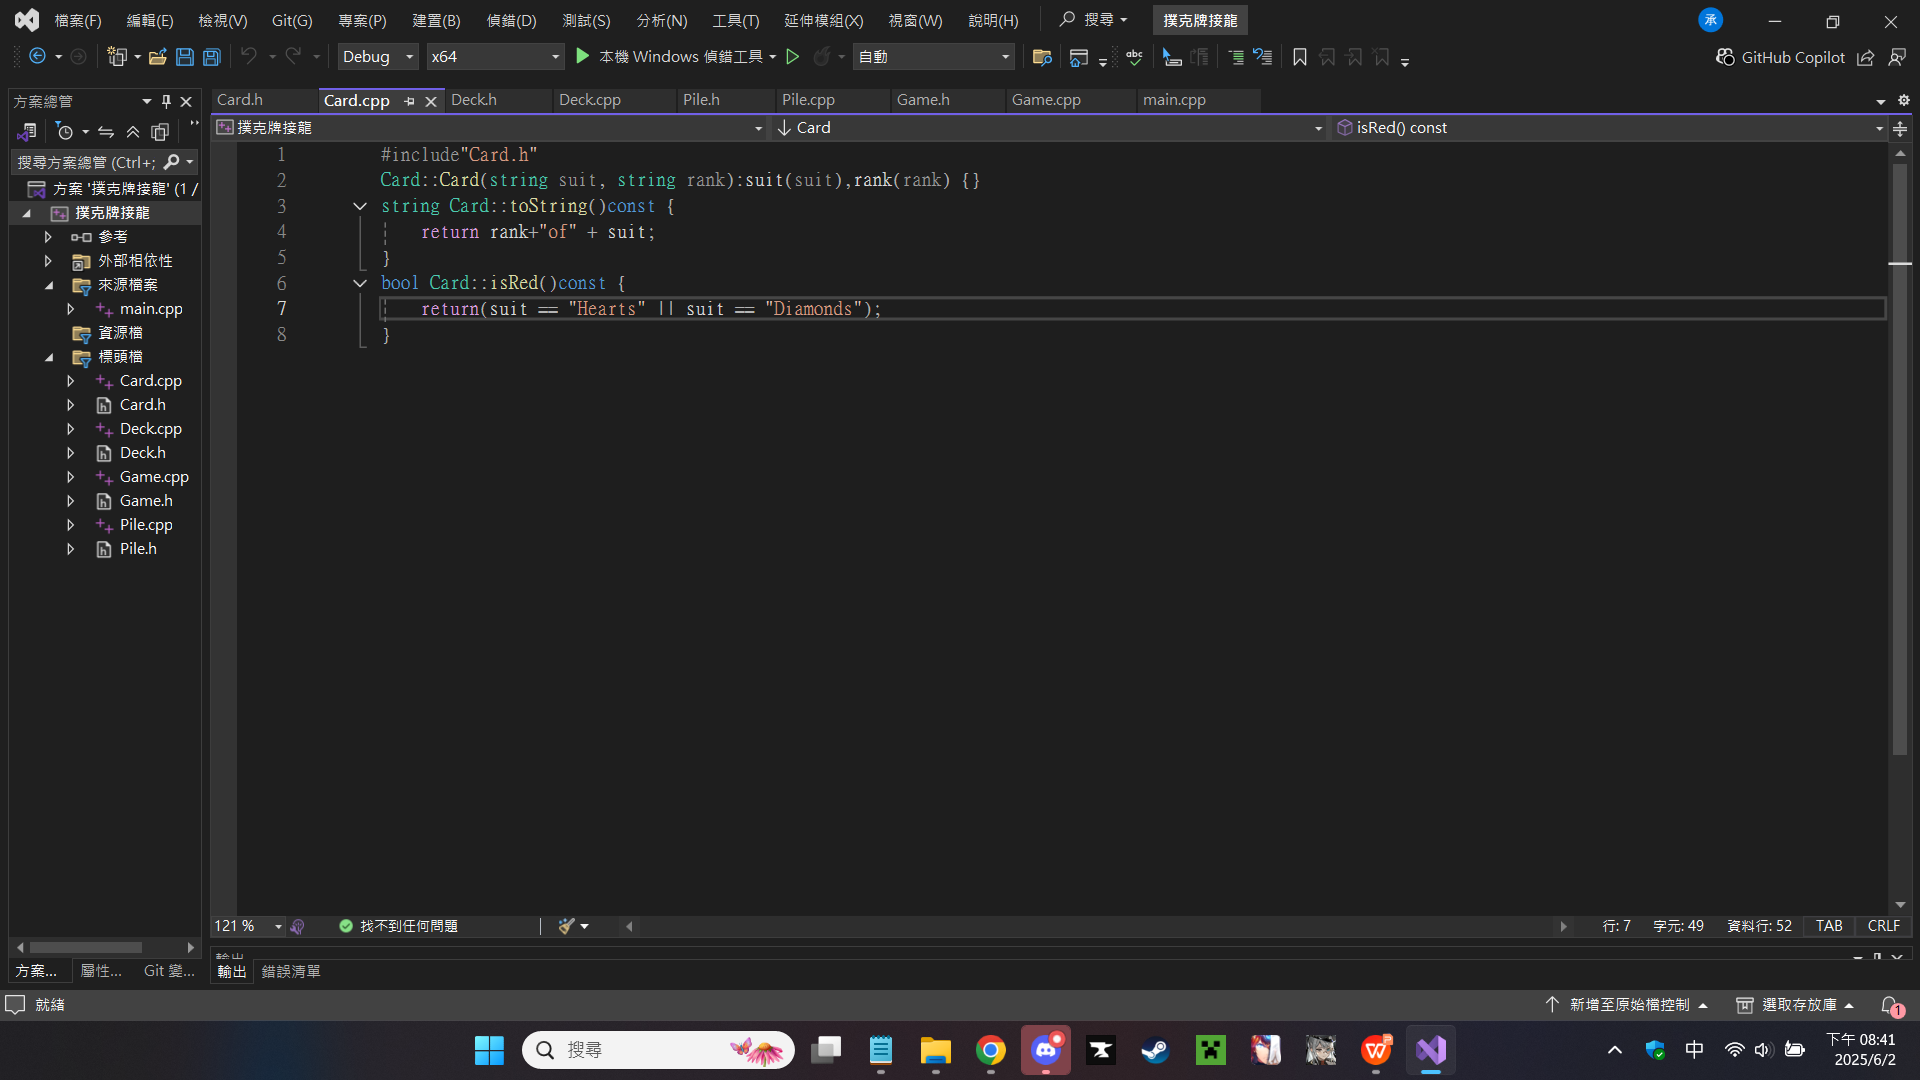 檔案(F) 編輯(E) 檢視(V) Git(G) 專案(P) 建置(B) 偵錯(D) 測試(S) 分析(N) 工具(T) 延伸模組(X) 視窗(W) 說明(H) 搜尋 撲克牌接龍 承
Debug x64 本機 Windows 偵錯工具 自動 abc GitHub Copilot
方案總管
Card.h Card.cpp Deck.h Deck.cpp Pile.h Pile.cpp Game.h Game.cpp main.cpp
撲克牌接龍 Card isRed() const
搜尋方案總管 (Ctrl+;
方案 '撲克牌接龍' (1 /
撲克牌接龍
參考
外部相依性
來源檔案
main.cpp
資源檔
標頭檔
Card.cpp
Card.h
Deck.cpp
Deck.h
Game.cpp
Game.h
Pile.cpp
Pile.h
1 #include"Card.h"
2 Card::Card(string suit, string rank):suit(suit),rank(rank) {}
3 string Card::toString()const {
4 return rank+"of" + suit;
5 }
6 bool Card::isRed()const {
7 return(suit == "Hearts" || suit == "Diamonds");
8 }
121 % 找不到任何問題 行: 7 字元: 49 資料行: 52 TAB CRLF
輸出
方案... 屬性... Git 變... 輸出 錯誤清單
就緒 新增至原始檔控制 選取存放庫 1
搜尋 中 下午 08:41
2025/6/2